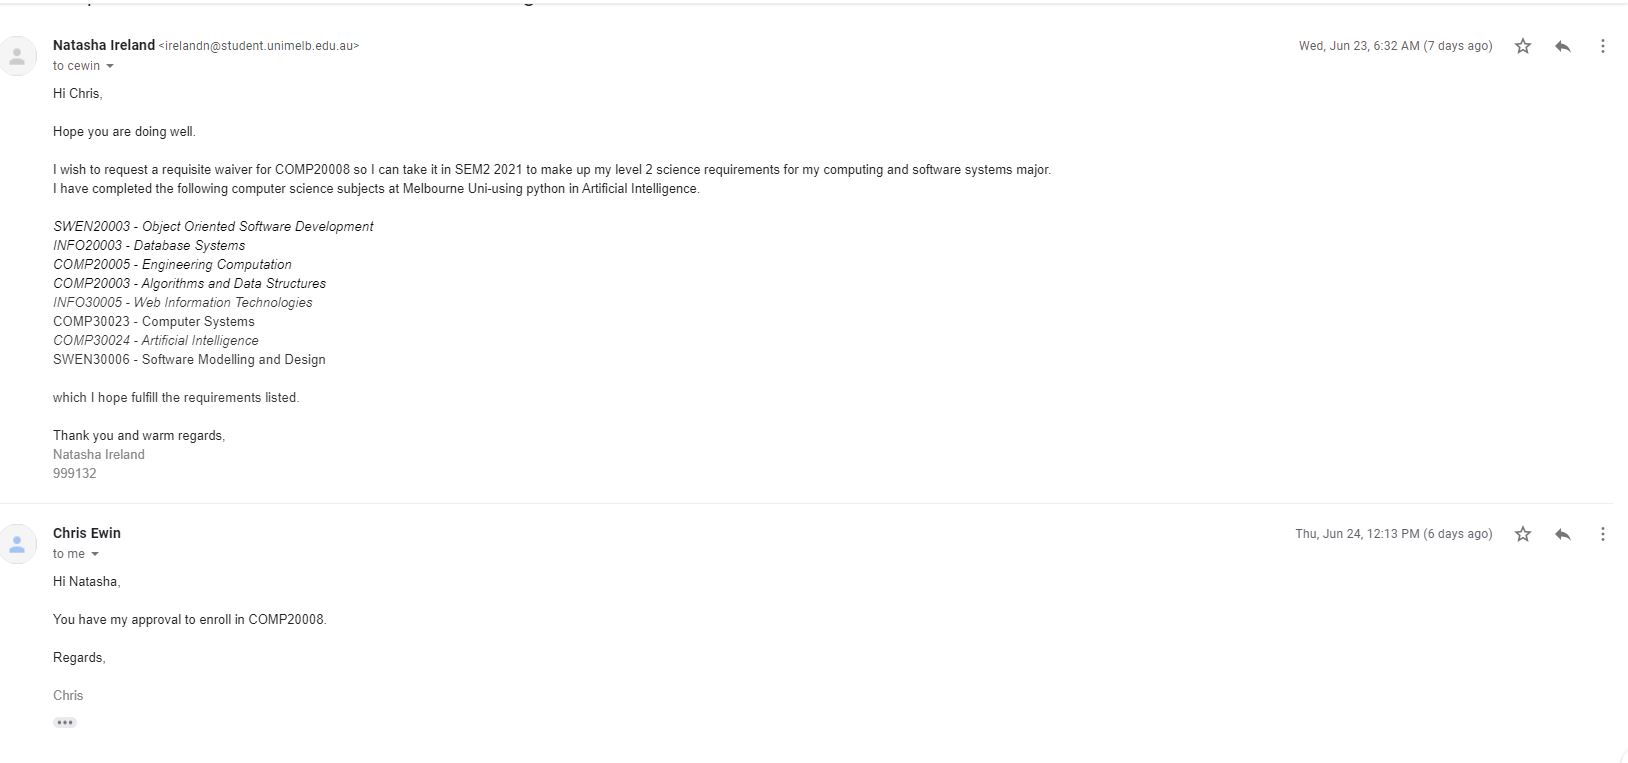 Natasha Ireland <irelandn@student.unimelb.edu.au>
Wed, Jun 23, 6:32 AM (7 days ago)
to cewin
Hi Chris,
Hope you are doing well.
I wish to request a requisite waiver for COMP20008 so I can take it in SEM2 2021 to make up my level 2 science requirements for my computing and software systems major.
I have completed the following computer science subjects at Melbourne Uni-using python in Artificial Intelligence.
SWEN20003 - Object Oriented Software Development
INFO20003 - Database Systems
COMP20005 - Engineering Computation
COMP20003 - Algorithms and Data Structures
INFO30005 - Web Information Technologies
COMP30023 - Computer Systems
COMP30024 - Artificial Intelligence
SWEN30006 - Software Modelling and Design
which I hope fulfill the requirements listed.
Thank you and warm regards,
Natasha Ireland
999132
Chris Ewin
Thu, Jun 24, 12:13 PM (6 days ago)
to me
Hi Natasha,
You have my approval to enroll in COMP20008.
Regards,
Chris